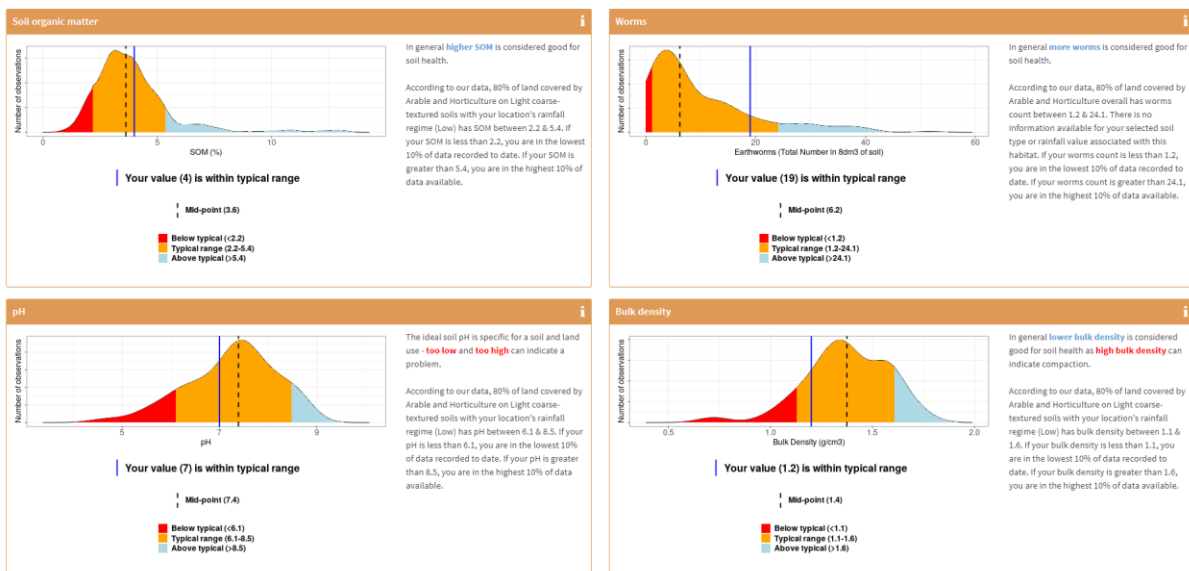 Soil organic matter
i
Number of observations
0
5
10
SOM (%)
Your value (4) is within typical range
Mid-point (3.6)
Below typical (<2.2)
Typical range (2.2-5.4)
Above typical (>5.4)
In general higher SOM is considered good for
soil health.
According to our data, 80% of land covered by
Arable and Horticulture on Light coarse-
textured soils with your location's rainfall
regime (Low) has SOM between 2.2 & 5.4. If
your SOM is less than 2.2, you are in the lowest
10% of data recorded to date. If your SOM is
greater than 5.4, you are in the highest 10% of
data available.
Worms
i
Number of observations
0
20
40
60
Earthworms (Total Number in 8dm3 of soil)
Your value (19) is within typical range
Mid-point (6.2)
Below typical (<1.2)
Typical range (1.2-24.1)
Above typical (>24.1)
In general more worms is considered good for
soil health.
According to our data, 80% of land covered by
Arable and Horticulture overall has worms
count between 1.2 & 24.1. There is no
information available for your selected soil
type or rainfall value associated with this
habitat. If your worms count is less than 1.2,
you are in the lowest 10% of data recorded to
date. If your worms count is greater than 24.1,
you are in the highest 10% of data available.
pH
i
Number of observations
5
7
9
pH
Your value (7) is within typical range
Mid-point (7.4)
Below typical (<6.1)
Typical range (6.1-8.5)
Above typical (>8.5)
The ideal soil pH is specific for a soil and land
use - too low and too high can indicate a
problem.
According to our data, 80% of land covered by
Arable and Horticulture on Light coarse-
textured soils with your location's rainfall
regime (Low) has pH between 6.1 & 8.5. If your
pH is less than 6.1, you are in the lowest 10%
of data recorded to date. If your pH is greater
than 8.5, you are in the highest 10% of data
available.
Bulk density
i
Number of observations
0.5
1.0
1.5
2.0
Bulk Density (g/cm3)
Your value (1.2) is within typical range
Mid-point (1.4)
Below typical (<1.1)
Typical range (1.1-1.6)
Above typical (>1.6)
In general lower bulk density is considered
good for soil health as high bulk density can
indicate compaction.
According to our data, 80% of land covered by
Arable and Horticulture on Light coarse-
textured soils with your location's rainfall
regime (Low) has bulk density between 1.1 &
1.6. If your bulk density is less than 1.1, you
are in the lowest 10% of data recorded to
date. If your bulk density is greater than 1.6,
you are in the highest 10% of data available.